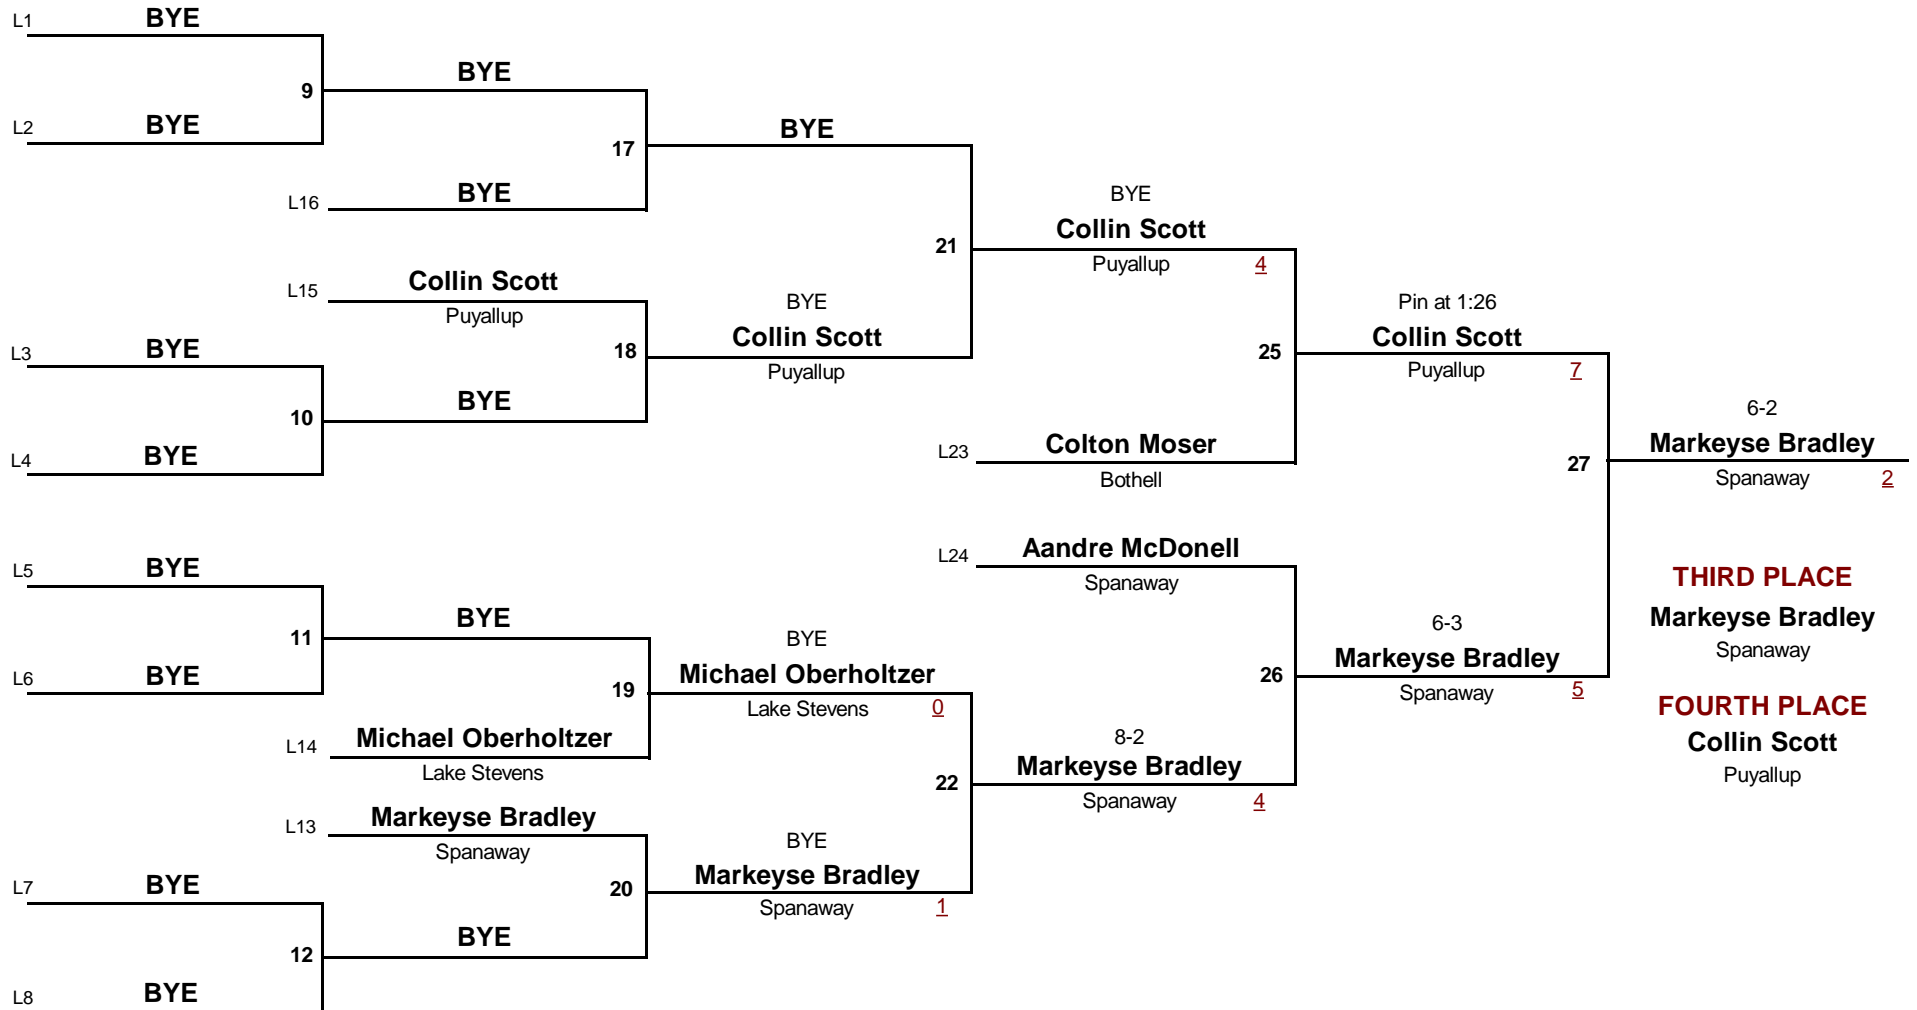 L1 BYE
9
BYE
L2 BYE
17
BYE
L16 BYE
21
BYE
Collin Scott
Puyallup 4
L15 Collin Scott
Puyallup
BYE
Collin Scott
Puyallup
18
L3 BYE
10
BYE
L4 BYE
25
Pin at 1:26
Collin Scott
Puyallup 7
L23 Colton Moser
Bothell
27
6-2
Markeyse Bradley
Spanaway 2
L24 Aandre McDonell
Spanaway
L5 BYE
11
BYE
L6 BYE
19
BYE
Michael Oberholtzer
Lake Stevens 0
L14 Michael Oberholtzer
Lake Stevens
26
6-3
Markeyse Bradley
Spanaway 5
22
8-2
Markeyse Bradley
Spanaway 4
L13 Markeyse Bradley
Spanaway
20
BYE
Markeyse Bradley
Spanaway 1
L7 BYE
12
BYE
L8 BYE
THIRD PLACE
Markeyse Bradley
Spanaway
FOURTH PLACE
Collin Scott
Puyallup